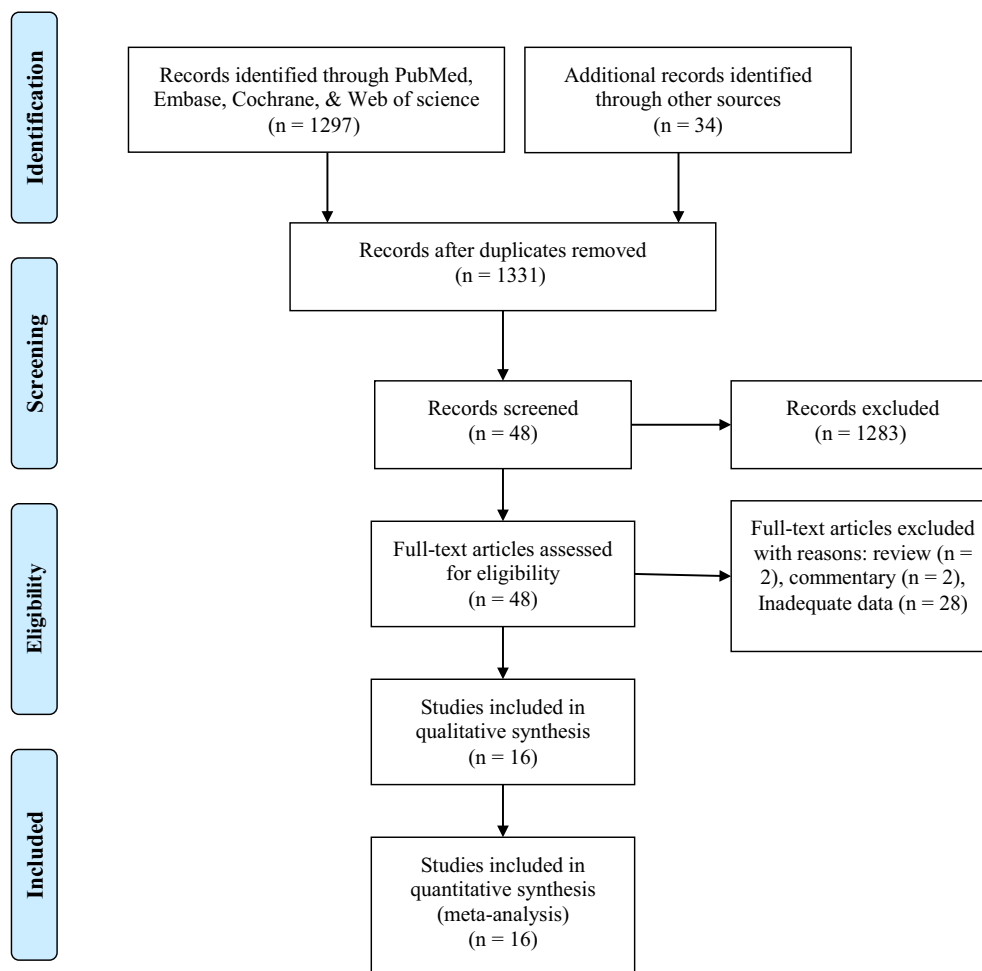 Identification
Records identified through PubMed,
Embase, Cochrane, & Web of science
(n = 1297)
Additional records identified
through other sources
(n = 34)
Records after duplicates removed
(n = 1331)
Screening
Records screened
(n = 48)
Records excluded
(n = 1283)
Eligibility
Full-text articles assessed
for eligibility
(n = 48)
Full-text articles excluded
with reasons: review (n =
2), commentary (n = 2),
Inadequate data (n = 28)
Studies included in
qualitative synthesis
(n = 16)
Included
Studies included in
quantitative synthesis
(meta-analysis)
(n = 16)